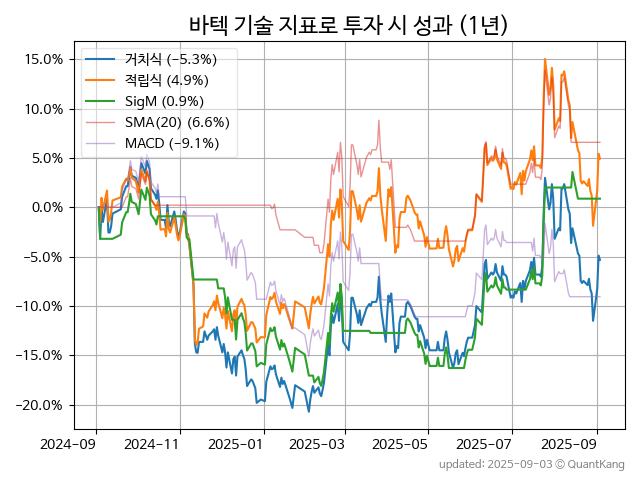 바텍 기술 지표로 투자 시 성과 (1년)
거치식 (−5.3%)
적립식 (4.9%)
SigM (0.9%)
SMA(20) (6.6%)
MACD (−9.1%)
15.0%
10.0%
5.0%
0.0%
−5.0%
−10.0%
−15.0%
−20.0%
2024-09 2024-11 2025-01 2025-03 2025-05 2025-07 2025-09
updated: 2025-09-03 © QuantKang